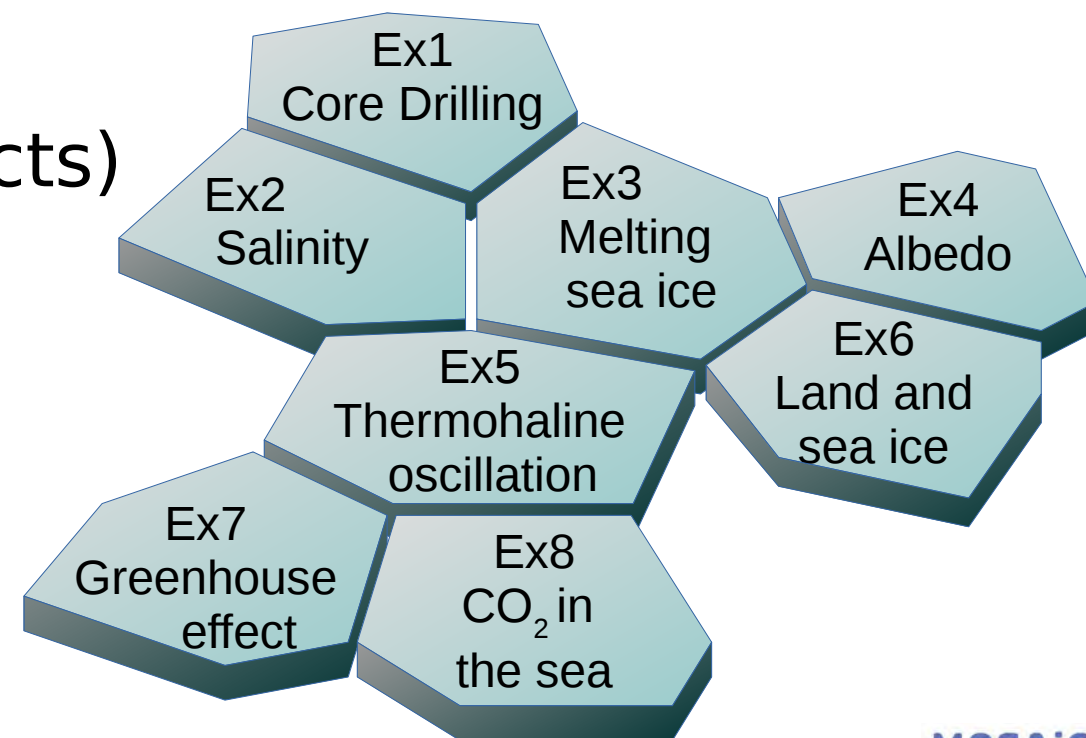 cts)
Ex1
Core Drilling
Ex2
Salinity
Ex3
Melting
sea ice
Ex4
Albedo
Ex5
Thermohaline
oscillation
Ex6
Land and
sea ice
Ex7
Greenhouse
effect
Ex8
CO₂ in
the sea